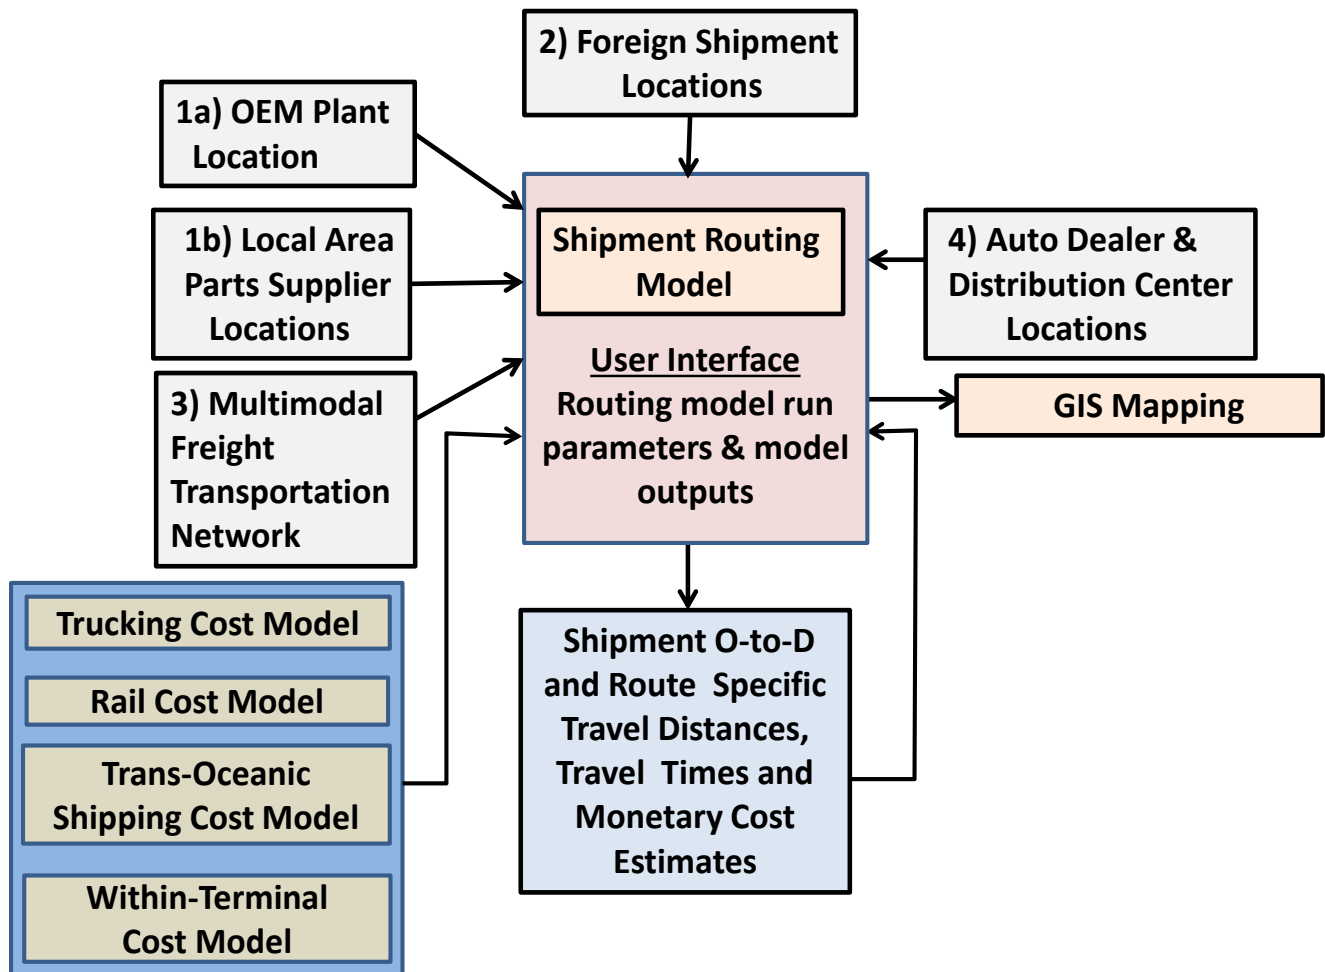 2) Foreign Shipment
Locations
1a) OEM Plant
Location
1b) Local Area
Parts Supplier
Locations
3) Multimodal
Freight
Transportation
Network
Shipment Routing
Model
User Interface
Routing model run
parameters & model
outputs
4) Auto Dealer &
Distribution Center
Locations
GIS Mapping
Trucking Cost Model
Rail Cost Model
Trans-Oceanic
Shipping Cost Model
Within-Terminal
Cost Model
Shipment O-to-D
and Route Specific
Travel Distances,
Travel Times and
Monetary Cost
Estimates